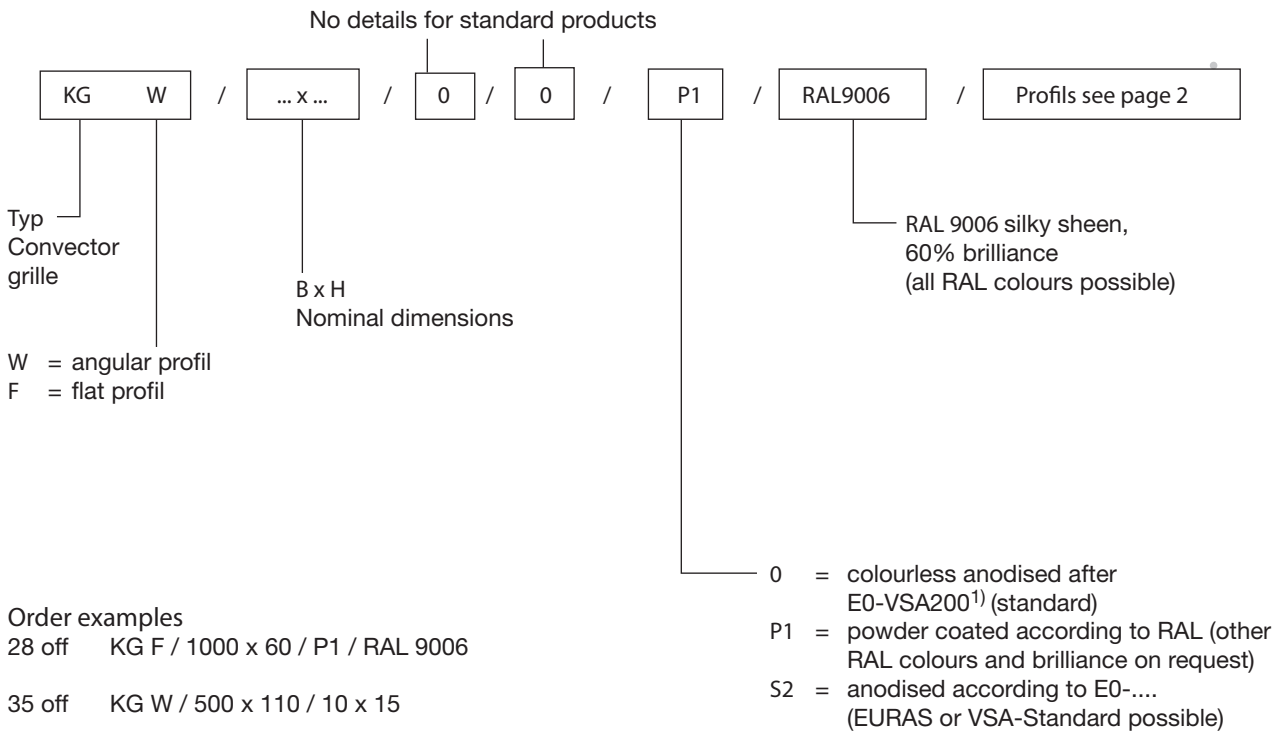 No details for standard products
KG W / ... x ... / 0 / 0 / P1 / RAL9006 / Profils see page 2
Typ
Convector
grille
RAL 9006 silky sheen,
60% brilliance
(all RAL colours possible)
B x H
Nominal dimensions
W = angular profil
F = flat profil
0 = colourless anodised after
E0-VSA200¹⁾ (standard)
P1 = powder coated according to RAL (other
RAL colours and brilliance on request)
S2 = anodised according to E0-....
(EURAS or VSA-Standard possible)
Order examples
28 off KG F / 1000 x 60 / P1 / RAL 9006
35 off KG W / 500 x 110 / 10 x 15